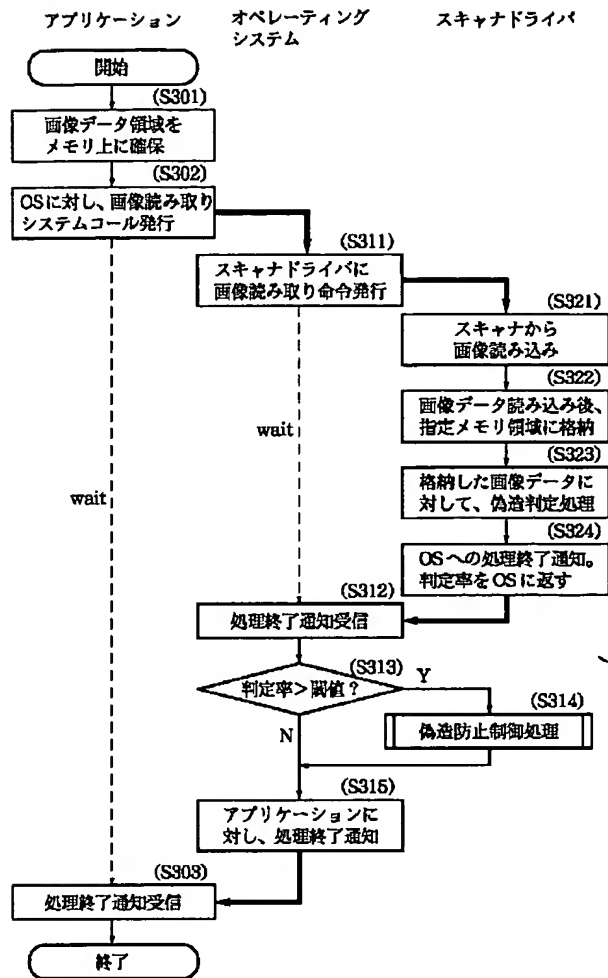 アプリケーション
オペレーティング
システム
スキャナドライバ
開始
(S301)
画像データ領域を
メモリ上に確保
(S302)
OSに対し、画像読み取り
システムコール発行
(S311)
スキャナドライバに
画像読み取り命令発行
(S321)
スキャナから
画像読み込み
(S322)
画像データ読み込み後、
指定メモリ領域に格納
(S323)
格納した画像データに
対して、偽造判定処理
(S324)
OSへの処理終了通知。
判定率をOSに返す
wait
wait
(S312)
処理終了通知受信
(S313)
判定率>閾値?
Y
N
(S314)
偽造防止制御処理
(S315)
アプリケーションに
対し、処理終了通知
(S303)
処理終了通知受信
終了